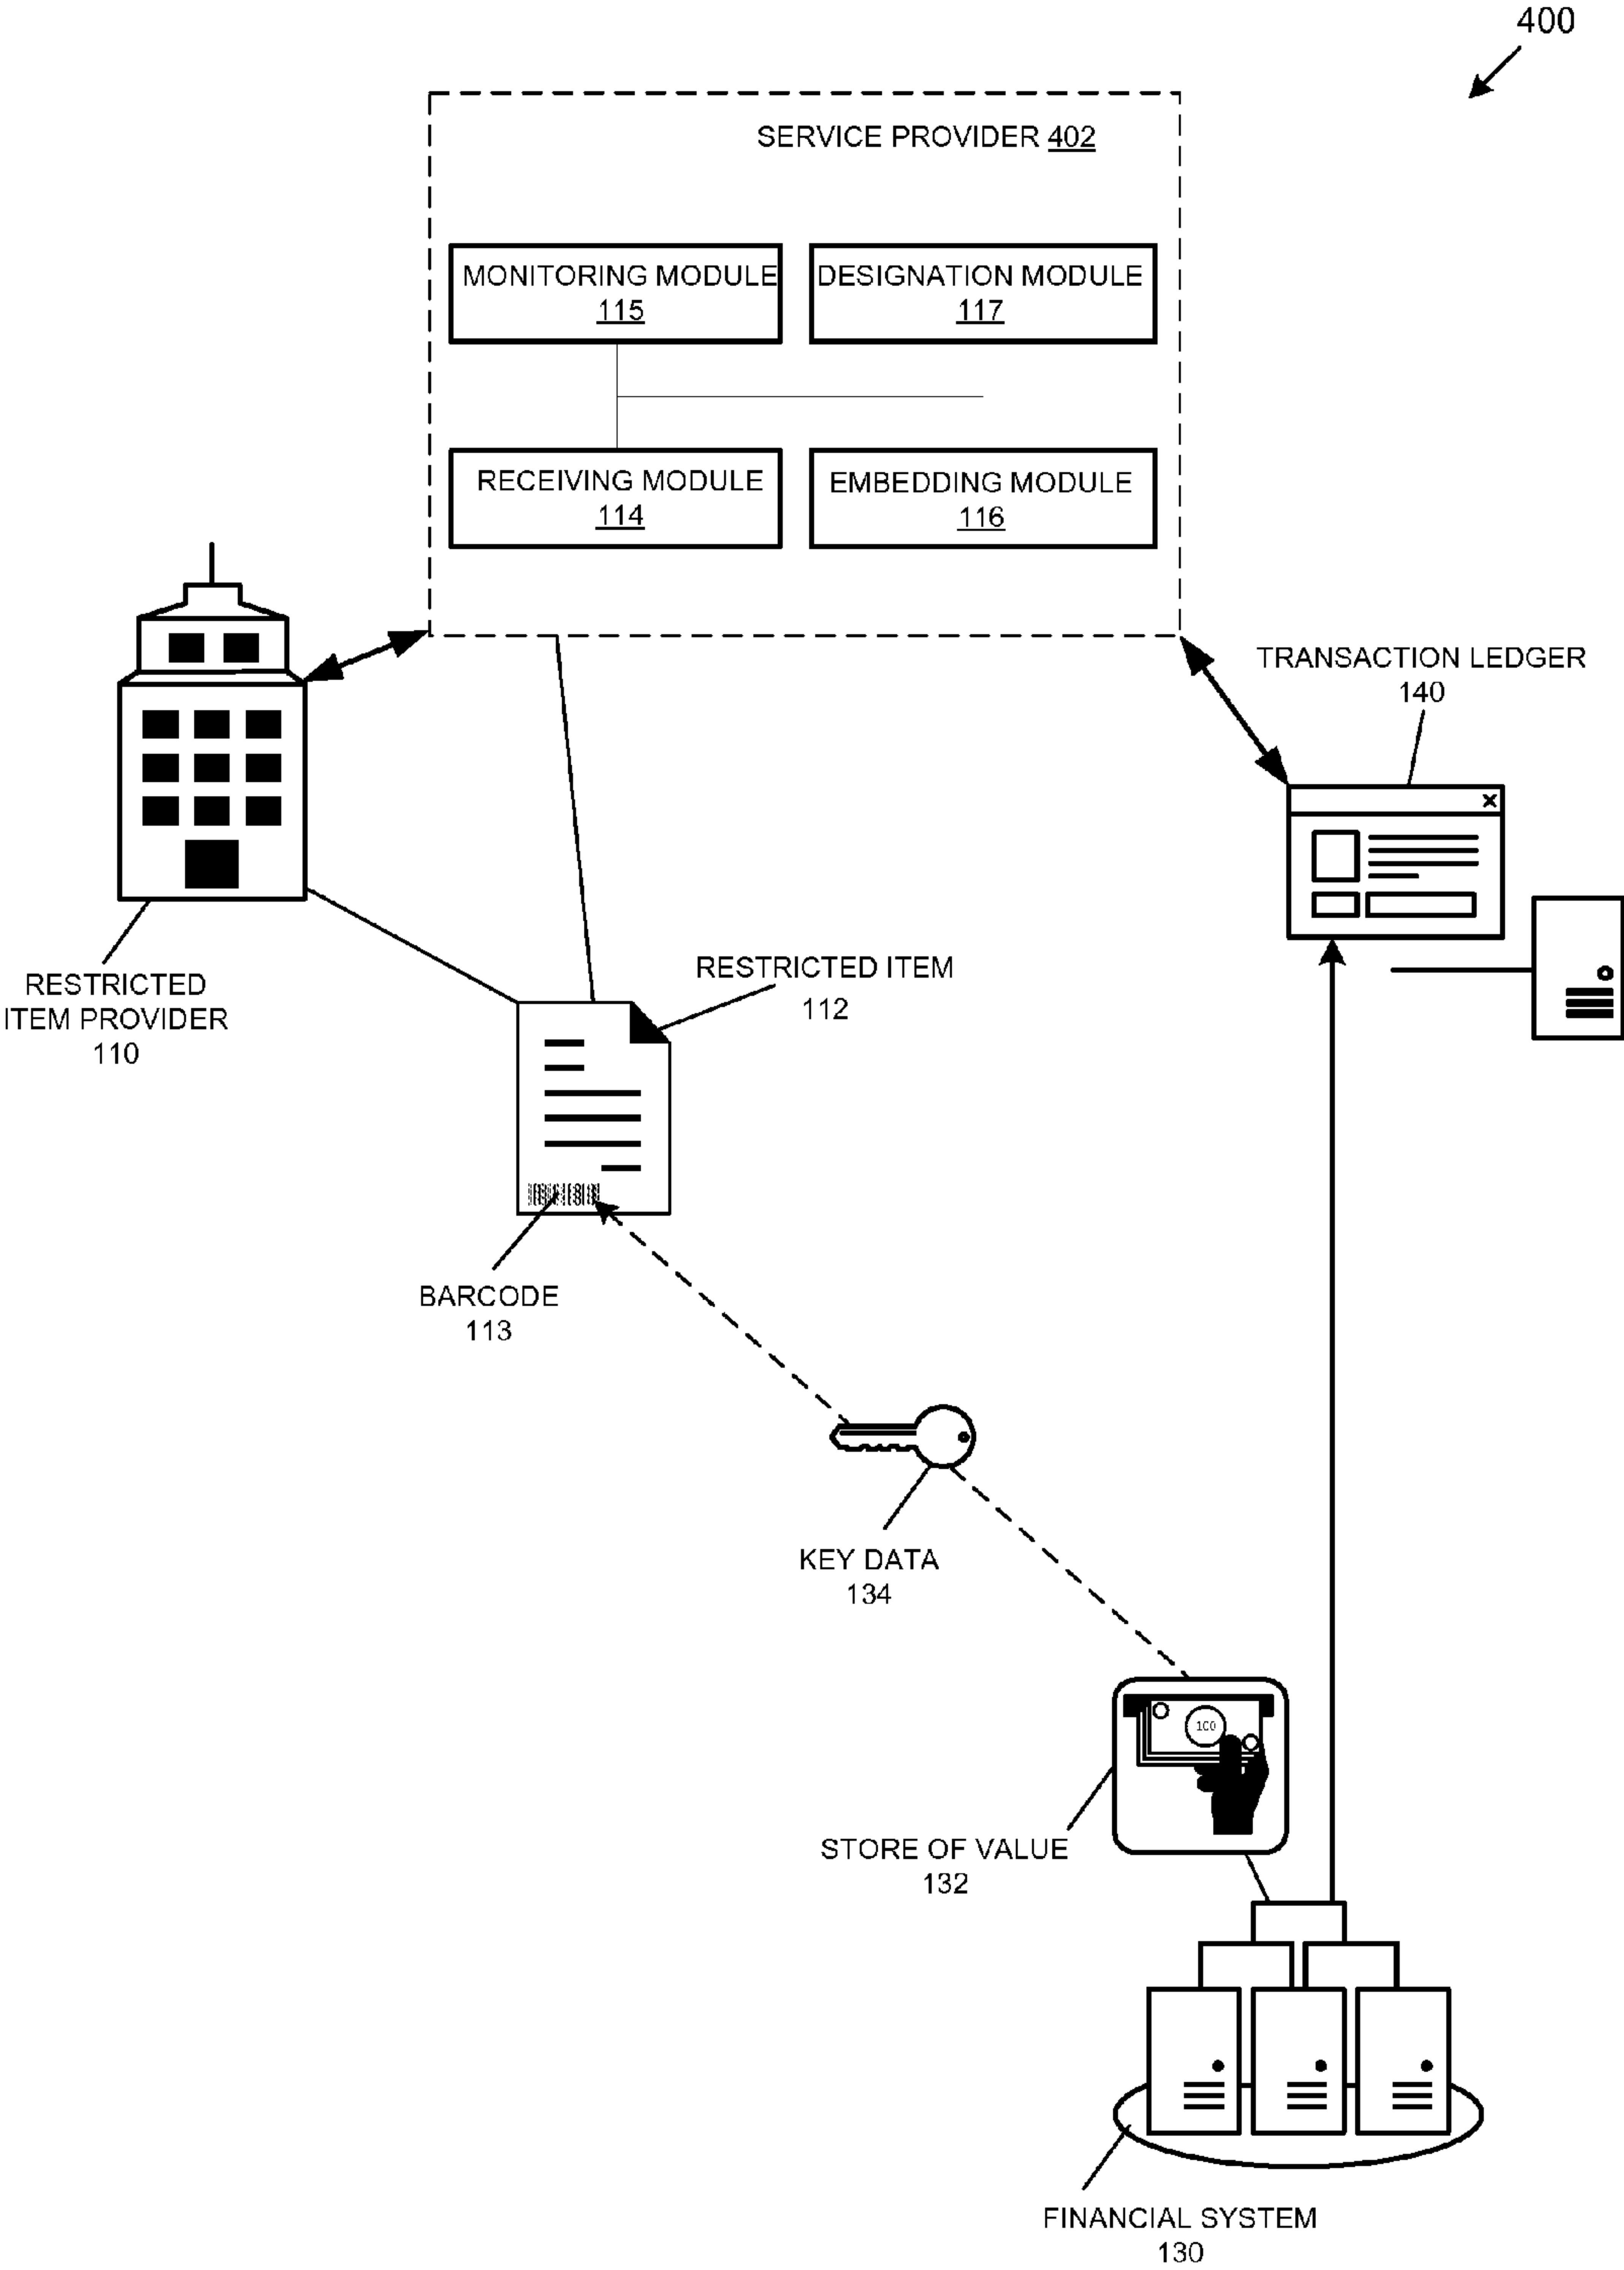 400
SERVICE PROVIDER 402
MONITORING MODULE
115
DESIGNATION MODULE
117
RECEIVING MODULE
114
EMBEDDING MODULE
116
TRANSACTION LEDGER
140
x
RESTRICTED ITEM
112
RESTRICTED
ITEM PROVIDER
110
BARCODE
113
KEY DATA
134
100
STORE OF VALUE
132
FINANCIAL SYSTEM
130